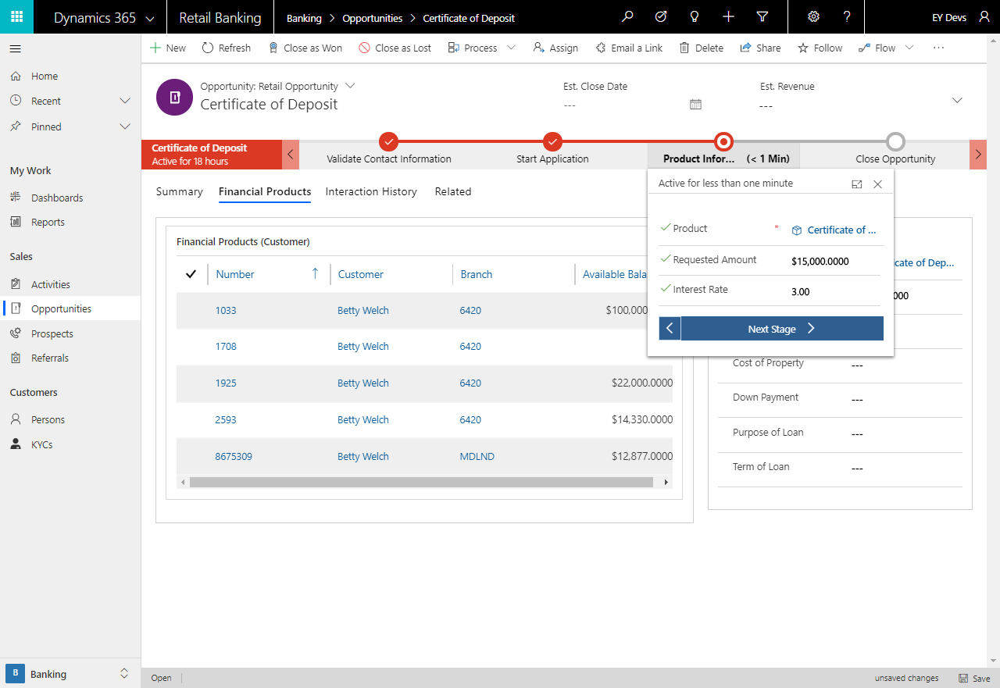 Dynamics 365
Retail Banking
Banking > Opportunities > Certificate of Deposit
EY Devs
New
Refresh
Close as Won
Close as Lost
Process
Assign
Email a Link
Delete
Share
Follow
Flow
Home
Recent
Pinned
My Work
Dashboards
Reports
Sales
Activities
Opportunities
Prospects
Referrals
Customers
Persons
KYCs
B
Banking
Opportunity: Retail Opportunity
Certificate of Deposit
Est. Close Date
---
Est. Revenue
---
Certificate of Deposit
Active for 18 hours
Validate Contact Information
Start Application
Product Infor... (< 1 Min)
Close Opportunity
Summary
Financial Products
Interaction History
Related
Active for less than one minute
Product * Certificate of ...
Requested Amount $15,000.0000
Interest Rate 3.00
Next Stage
Financial Products (Customer)
Number Customer Branch Available Bala
1033 Betty Welch 6420 $100,000
1708 Betty Welch 6420
1925 Betty Welch 6420 $22,000.0000
2593 Betty Welch 6420 $14,330.0000
8675309 Betty Welch MDLND $12,877.0000
icate of Dep...
000
Cost of Property ---
Down Payment ---
Purpose of Loan ---
Term of Loan ---
Open
unsaved changes
Save